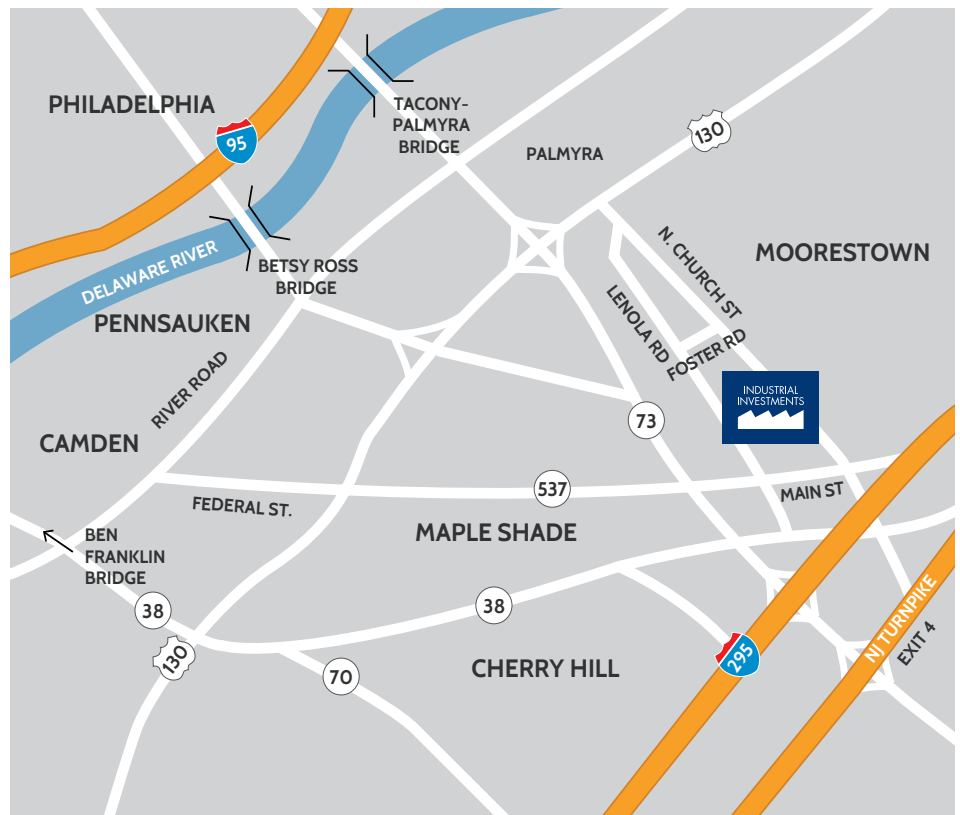 PHILADELPHIA
95
TACONY-
PALMYRA
BRIDGE
130
PALMYRA
N. CHURCH ST
MOORESTOWN
DELAWARE RIVER
BETSY ROSS
BRIDGE
PENNSAUKEN
LENOLA RD
FOSTER RD
RIVER ROAD
INDUSTRIAL
INVESTMENTS
73
CAMDEN
537
MAIN ST
FEDERAL ST.
MAPLE SHADE
BEN
FRANKLIN
BRIDGE
38
38
NJ TURNPIKE
EXIT 4
130
70
CHERRY HILL
295